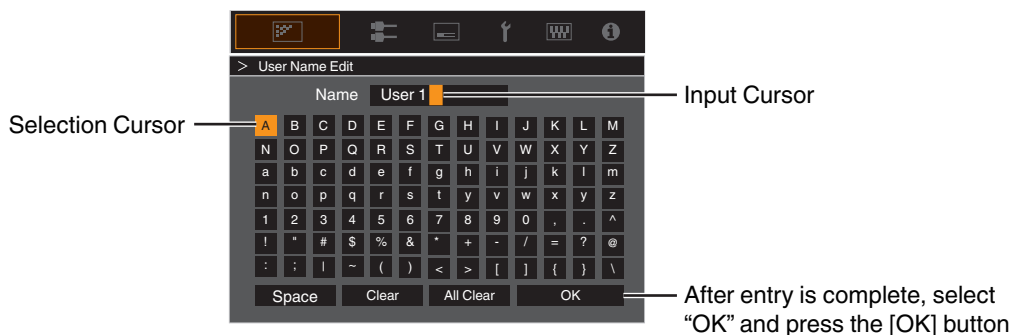 > User Name Edit
Name User 1
Input Cursor
Selection Cursor
A B C D E F G H I J K L M
N O P Q R S T U V W X Y Z
a b c d e f g h i j k l m
n o p q r s t y v w x y z
1 2 3 4 5 6 7 8 9 0 , . ^
! " # $ % & * + - / = ? @
: ; | ~ ( ) < > [ ] { } \
Space Clear All Clear OK
After entry is complete, select
“OK” and press the [OK] button